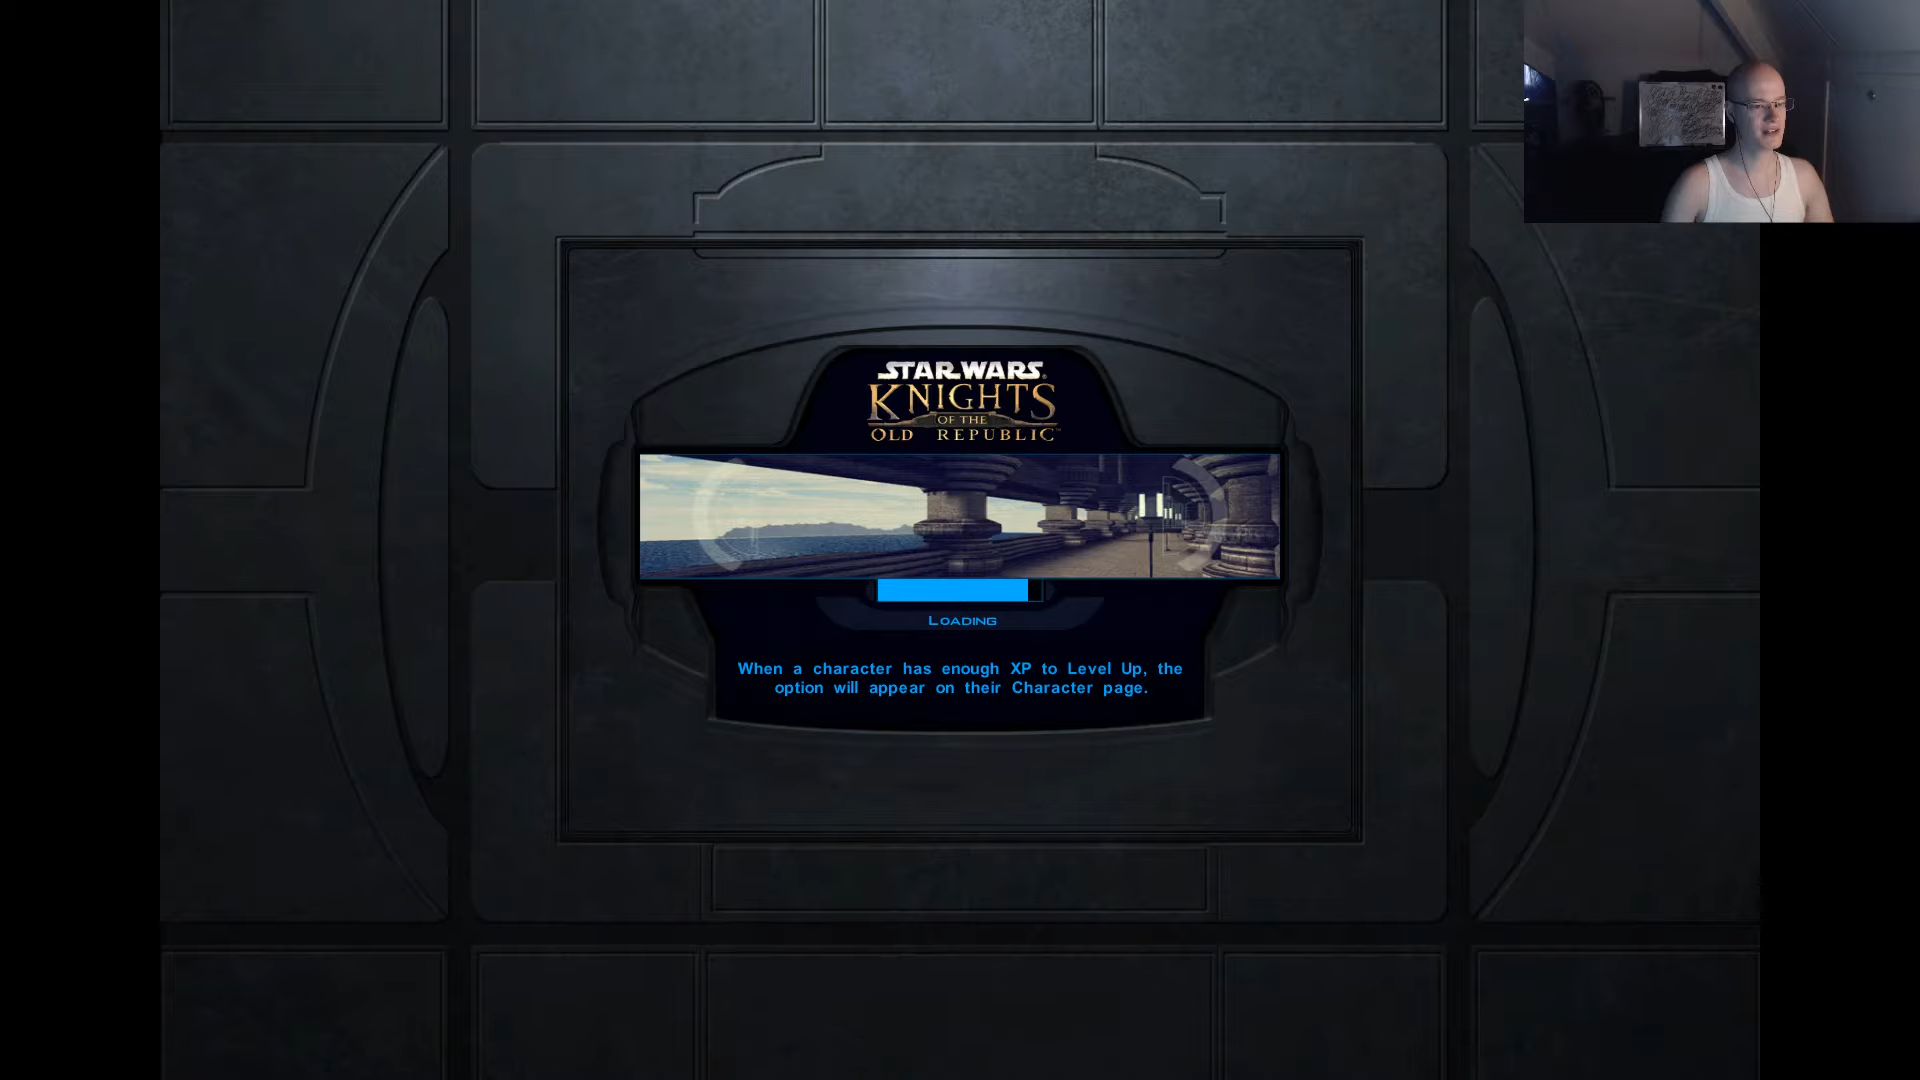 STAR WARS
KNIGHTS
OF THE
OLD REPUBLIC™
LOADING
When a character has enough XP to Level Up, the
option will appear on their Character page.